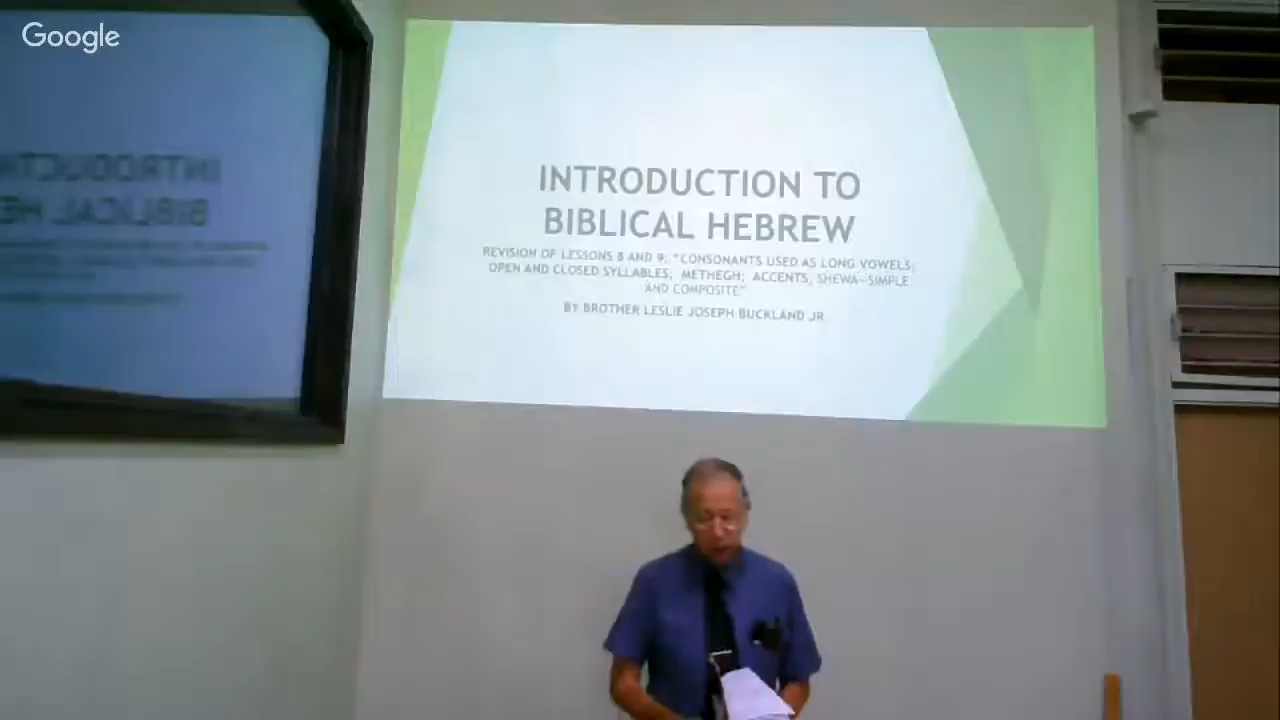 Google
INTRODUCTION TO
BIBLICAL HEBREW
REVISION OF LESSONS 8 AND 9: "CONSONANTS USED AS LONG VOWELS;
OPEN AND CLOSED SYLLABLES; METHEGH; ACCENTS, SHEWA--SIMPLE
AND COMPOSITE"
BY BROTHER LESLIE JOSEPH BUCKLAND JR